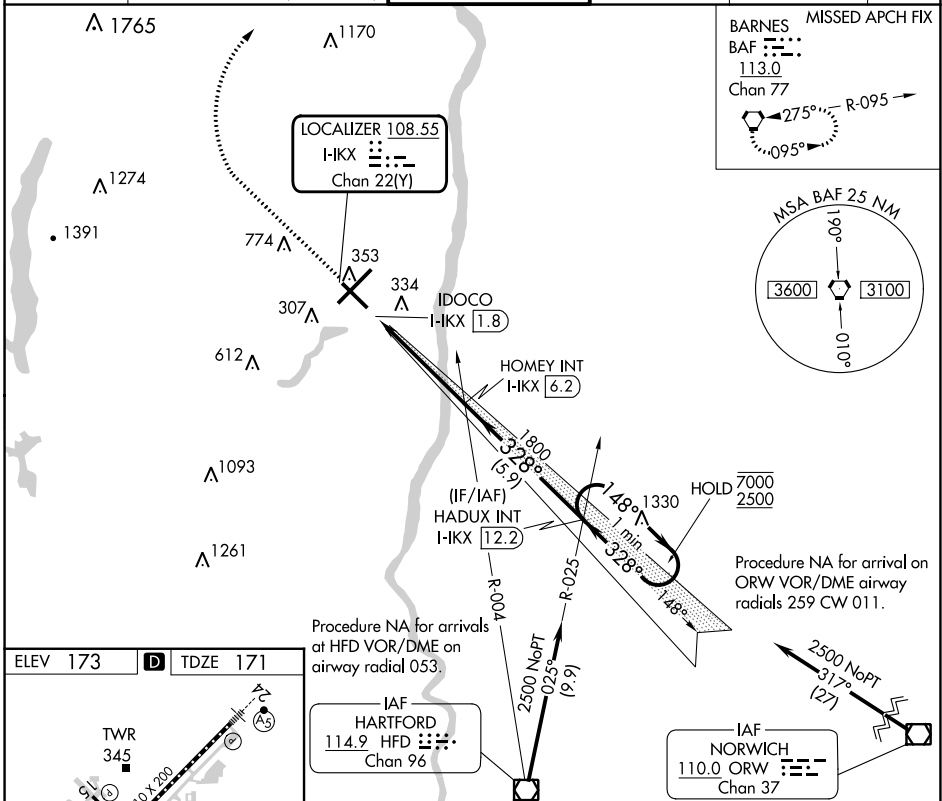 1765
1170
MISSED APCH FIX
BARNES
BAF
113.0
Chan 77
275°
R-095
095°
LOCALIZER 108.55
I-IKX
Chan 22(Y)
1274
1391
774
353
334
307
IDOCO
I-IKX 1.8
612
MSA BAF 25 NM
190°
3600
3100
010°
HOMEY INT
I-IKX 6.2
1800
328°
(5.9)
1093
(IF/IAF)
HADUX INT
I-IKX 12.2
148°
1330
1 min
328°
148°
HOLD 7000
2500
1261
R-004
R-025
Procedure NA for arrival on
ORW VOR/DME airway
radials 259 CW 011.
Procedure NA for arrivals
at HFD VOR/DME on
airway radial 053.
2500 NoPT
025°
(9.9)
2500 NoPT
317°
(27)
ELEV 173
D
TDZE 171
TWR
345
24
A5
P
15
P
10 X 200
IAF
HARTFORD
114.9 HFD
Chan 96
IAF
NORWICH
110.0 ORW
Chan 37